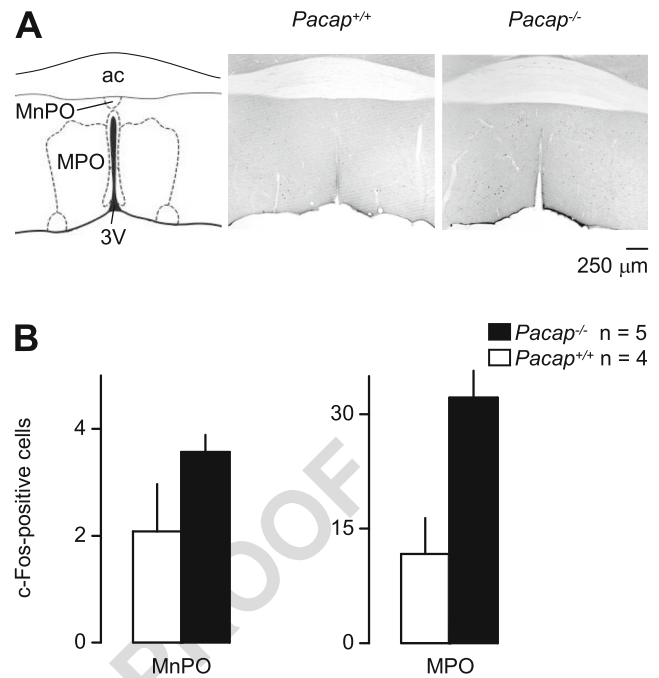 A
Pacap+/+
Pacap-/-
ac
MnPO
MPO
3V
250 μm
B
Pacap-/- n = 5
Pacap+/+ n = 4
c-Fos-positive cells
4
2
0
MnPO
30
15
0
MPO
PROOF